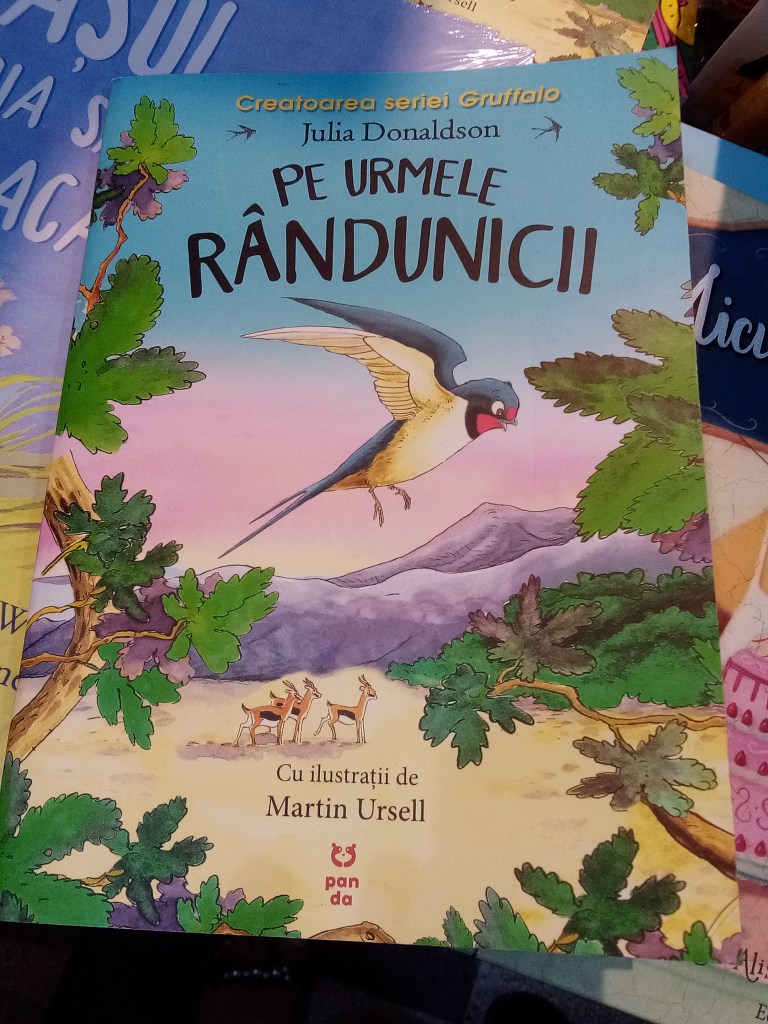 Creatoarea seriei Gruffalo
Julia Donaldson
PE URMELE
RÂNDUNICII
Cu ilustrații de
Martin Ursell
pan
da